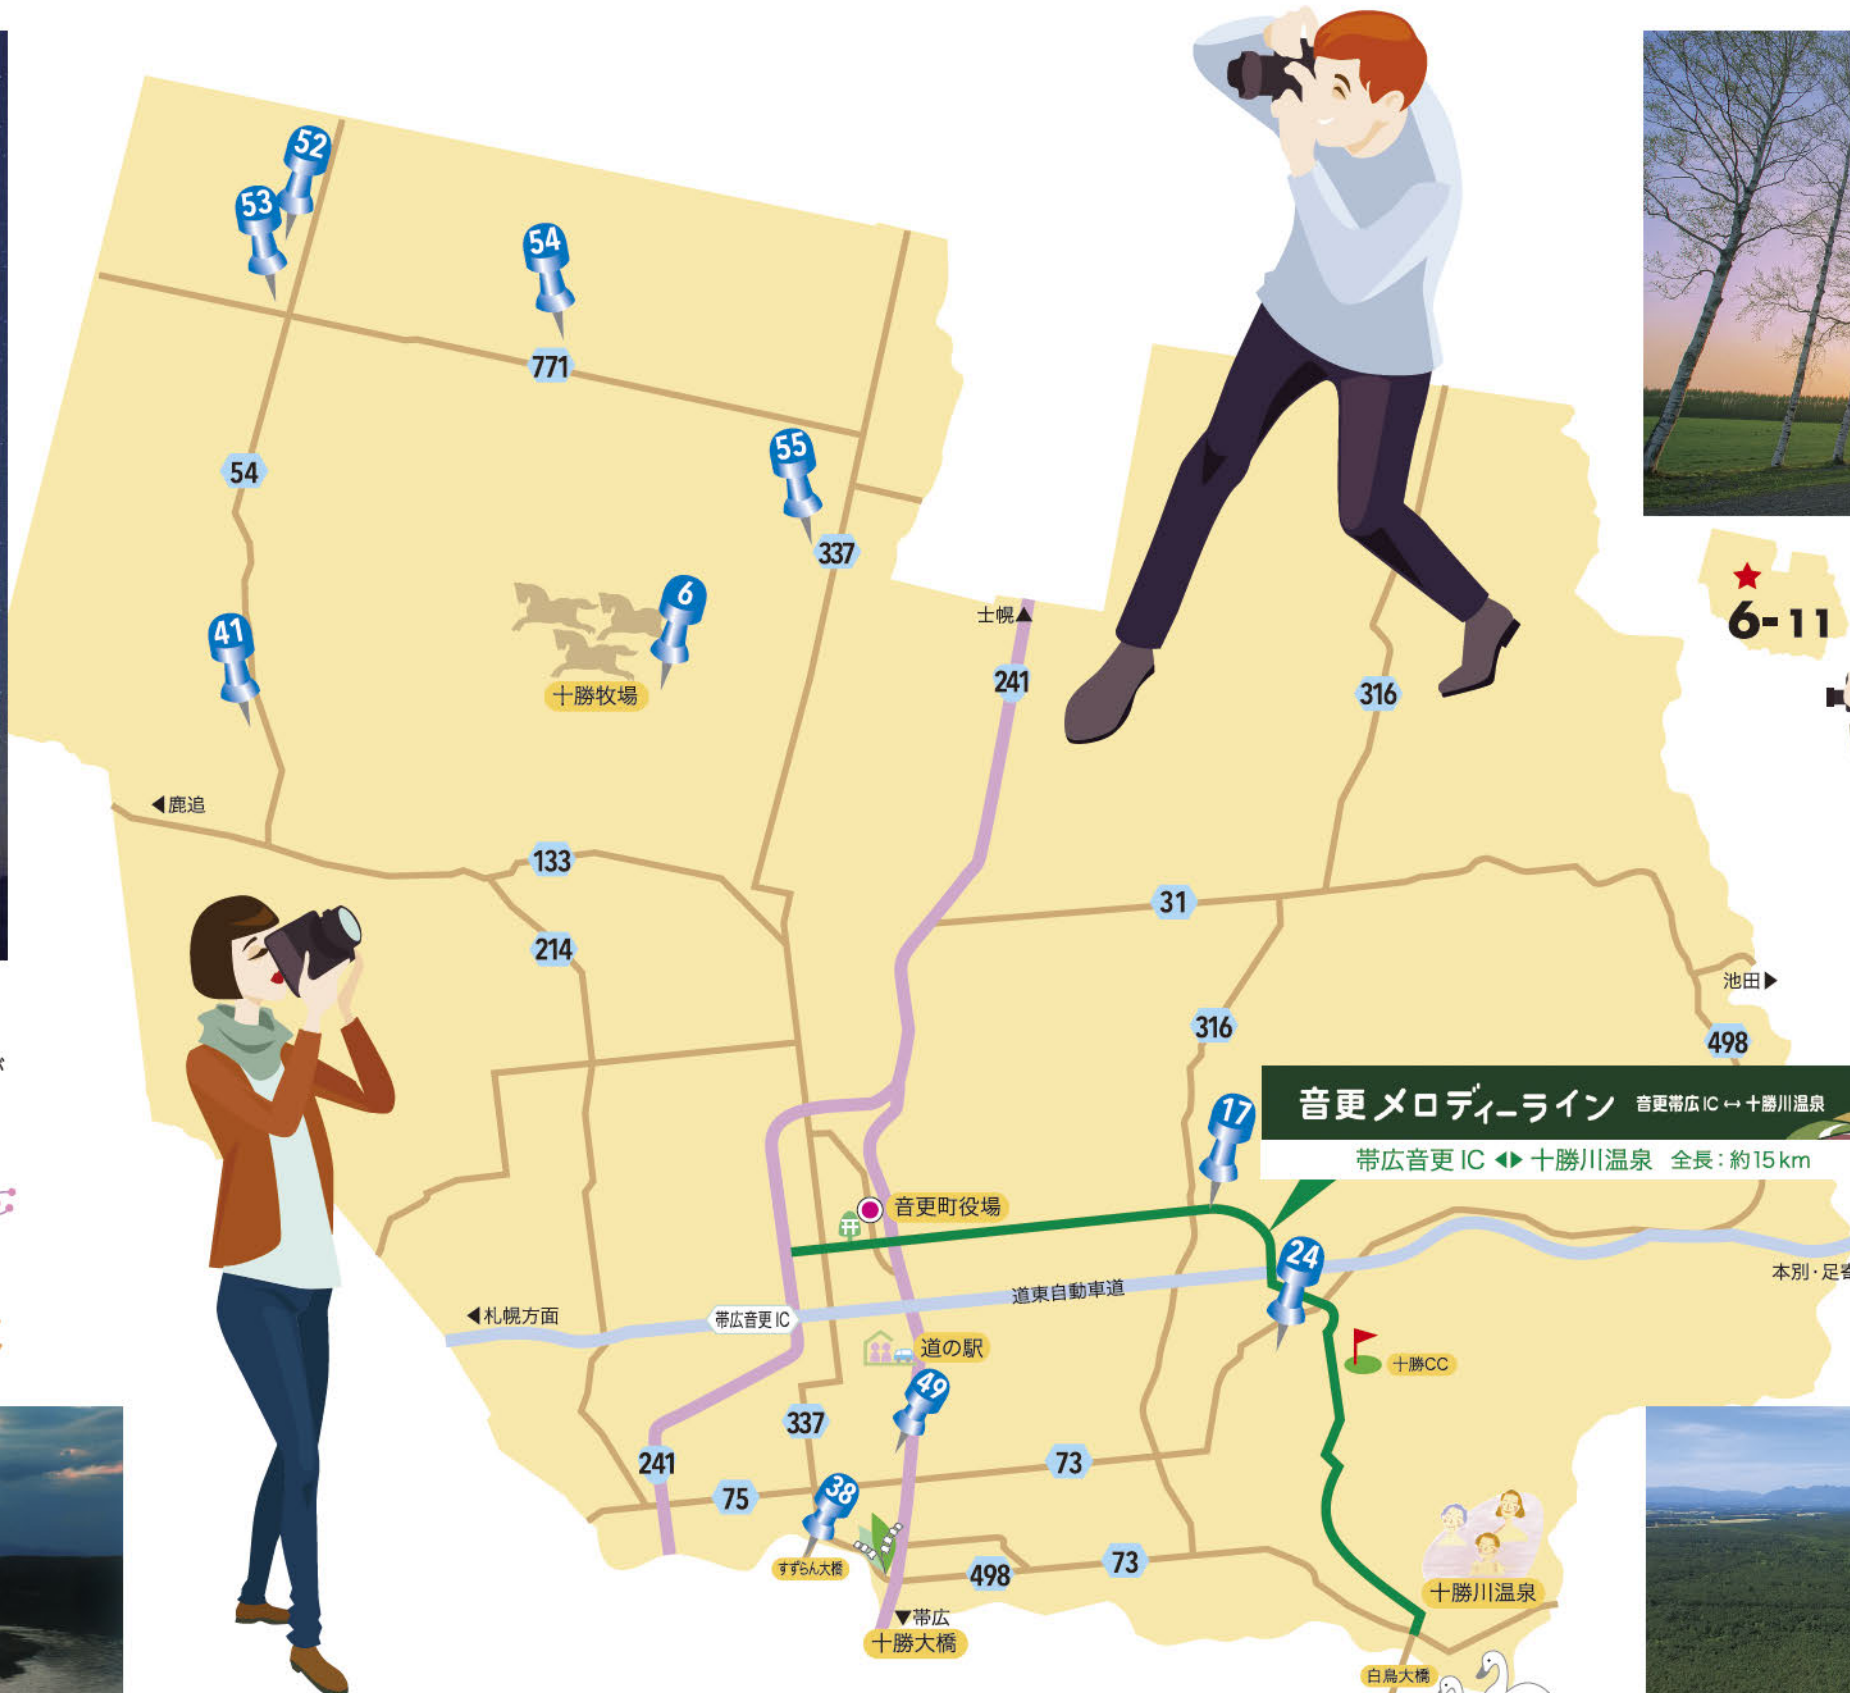 52
53
54
771
55
54
337
6
41
十勝牧場
士幌▲
241
316
6-11
◀鹿追
133
31
214
池田▶
316
498
が
17
音更メロディーライン 音更帯広IC↔十勝川温泉
帯広音更IC ◀▶ 十勝川温泉 全長：約15km
音更町役場
24
道東自動車道
本別・足寄
◀札幌方面
帯広音更IC
道の駅
十勝CC
49
337
241
73
75
38
すずらん大橋
498
73
十勝川温泉
▼帯広
十勝大橋
白鳥大橋